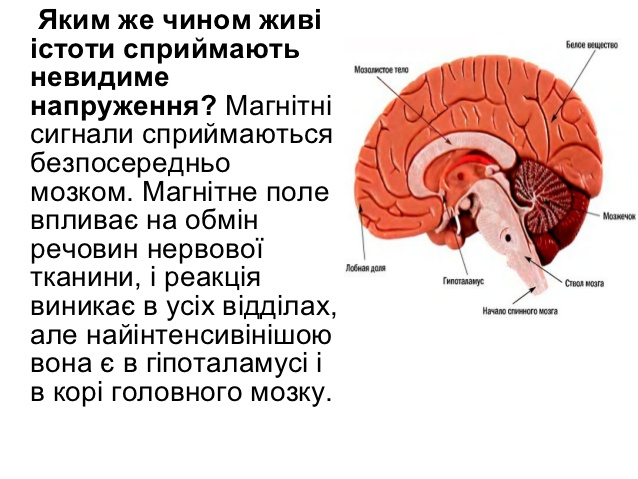 Яким же чином живі
істоти сприймають
невидиме
напруження? Магнітні
сигнали сприймаються
безпосередньо
мозком. Магнітне поле
впливає на обмін
речовин нервової
тканини, і реакція
виникає в усіх відділах,
але найінтенсивінішою
вона є в гіпоталамусі і
в корі головного мозку.
Белое вещество
Мозолистое тело
Мозжечок
Лобная доля
Гипоталамус
Ствол мозга
Начало спинного мозга